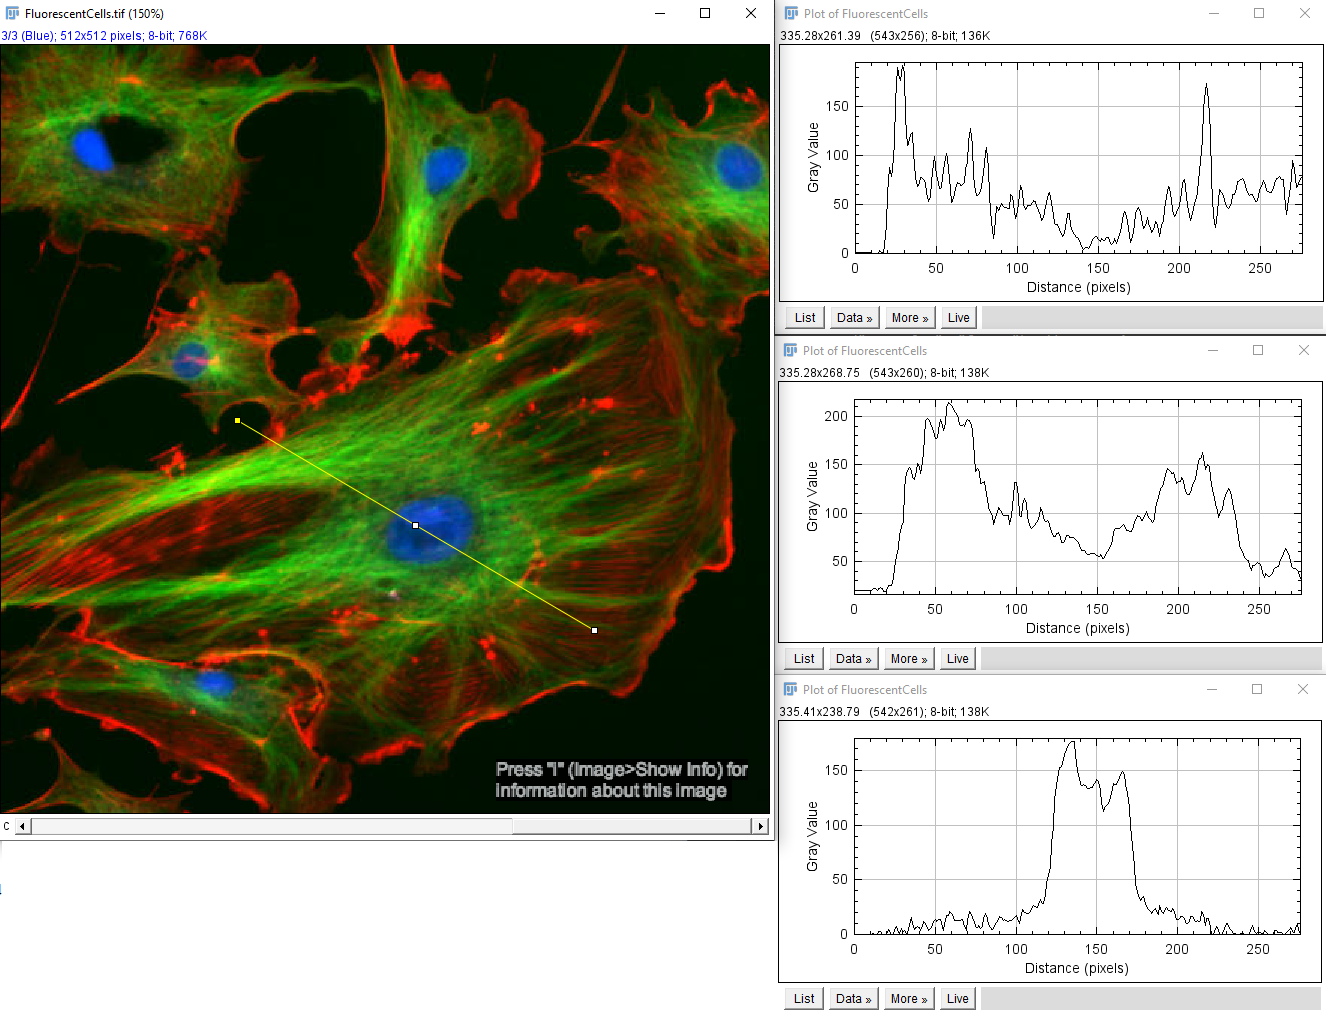 FluorescentCells.tif (150%)
3/3 (Blue); 512x512 pixels; 8-bit; 768K
Press "I" (Image>Show Info) for
information about this image
c
Plot of FluorescentCells
335.28x261.39 (543x256); 8-bit; 136K
Gray Value
150
100
50
0
0 50 100 150 200 250
Distance (pixels)
List Data » More » Live
Plot of FluorescentCells
335.28x268.75 (543x260); 8-bit; 138K
Gray Value
200
150
100
50
0 50 100 150 200 250
Distance (pixels)
List Data » More » Live
Plot of FluorescentCells
335.41x238.79 (542x261); 8-bit; 138K
Gray Value
150
100
50
0
0 50 100 150 200 250
Distance (pixels)
List Data » More » Live